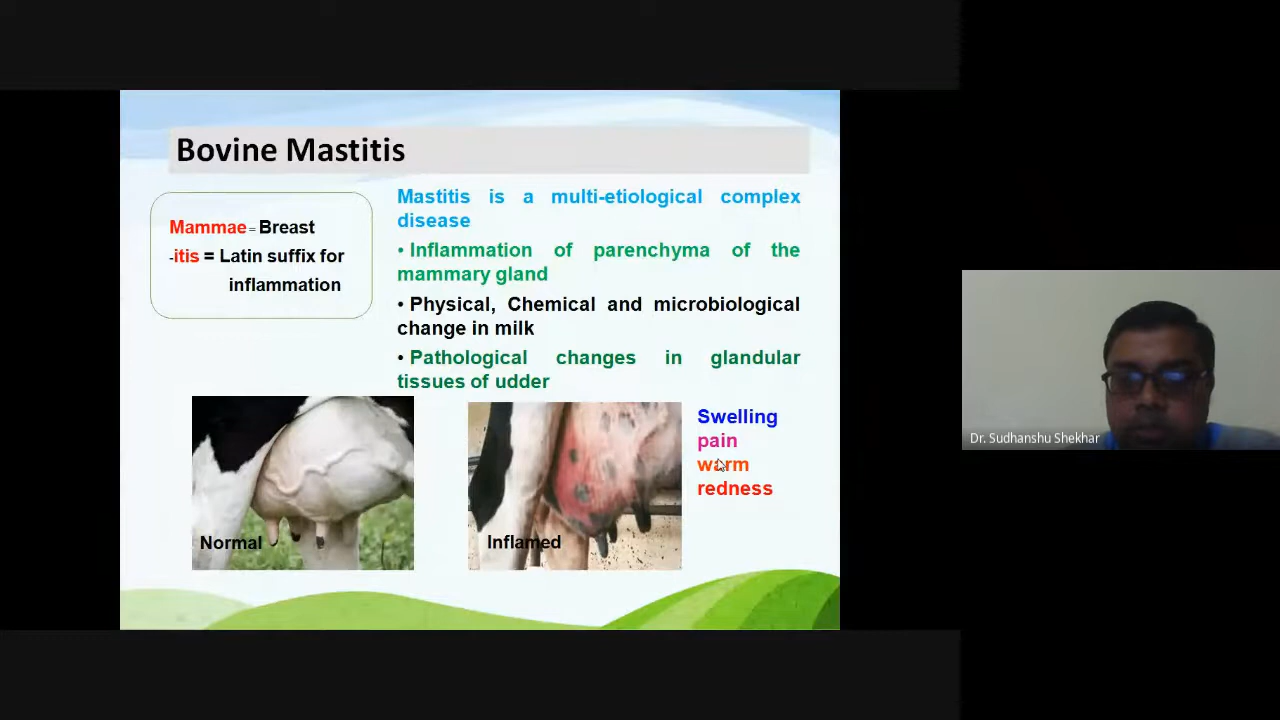 Bovine Mastitis
Mammae = Breast
-itis = Latin suffix for
inflammation
Mastitis is a multi-etiological complex
disease
• Inflammation of parenchyma of the
mammary gland
• Physical, Chemical and microbiological
change in milk
• Pathological changes in glandular
tissues of udder
Normal
Inflamed
Swelling
pain
warm
redness
Dr. Sudhanshu Shekhar